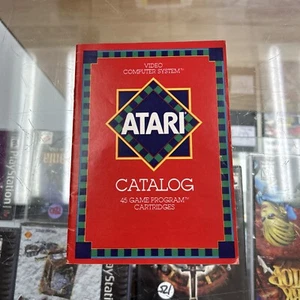 VIDEO
COMPUTER SYSTEM™
ATARI
CATALOG
45 GAME PROGRAM™
CARTRIDGES